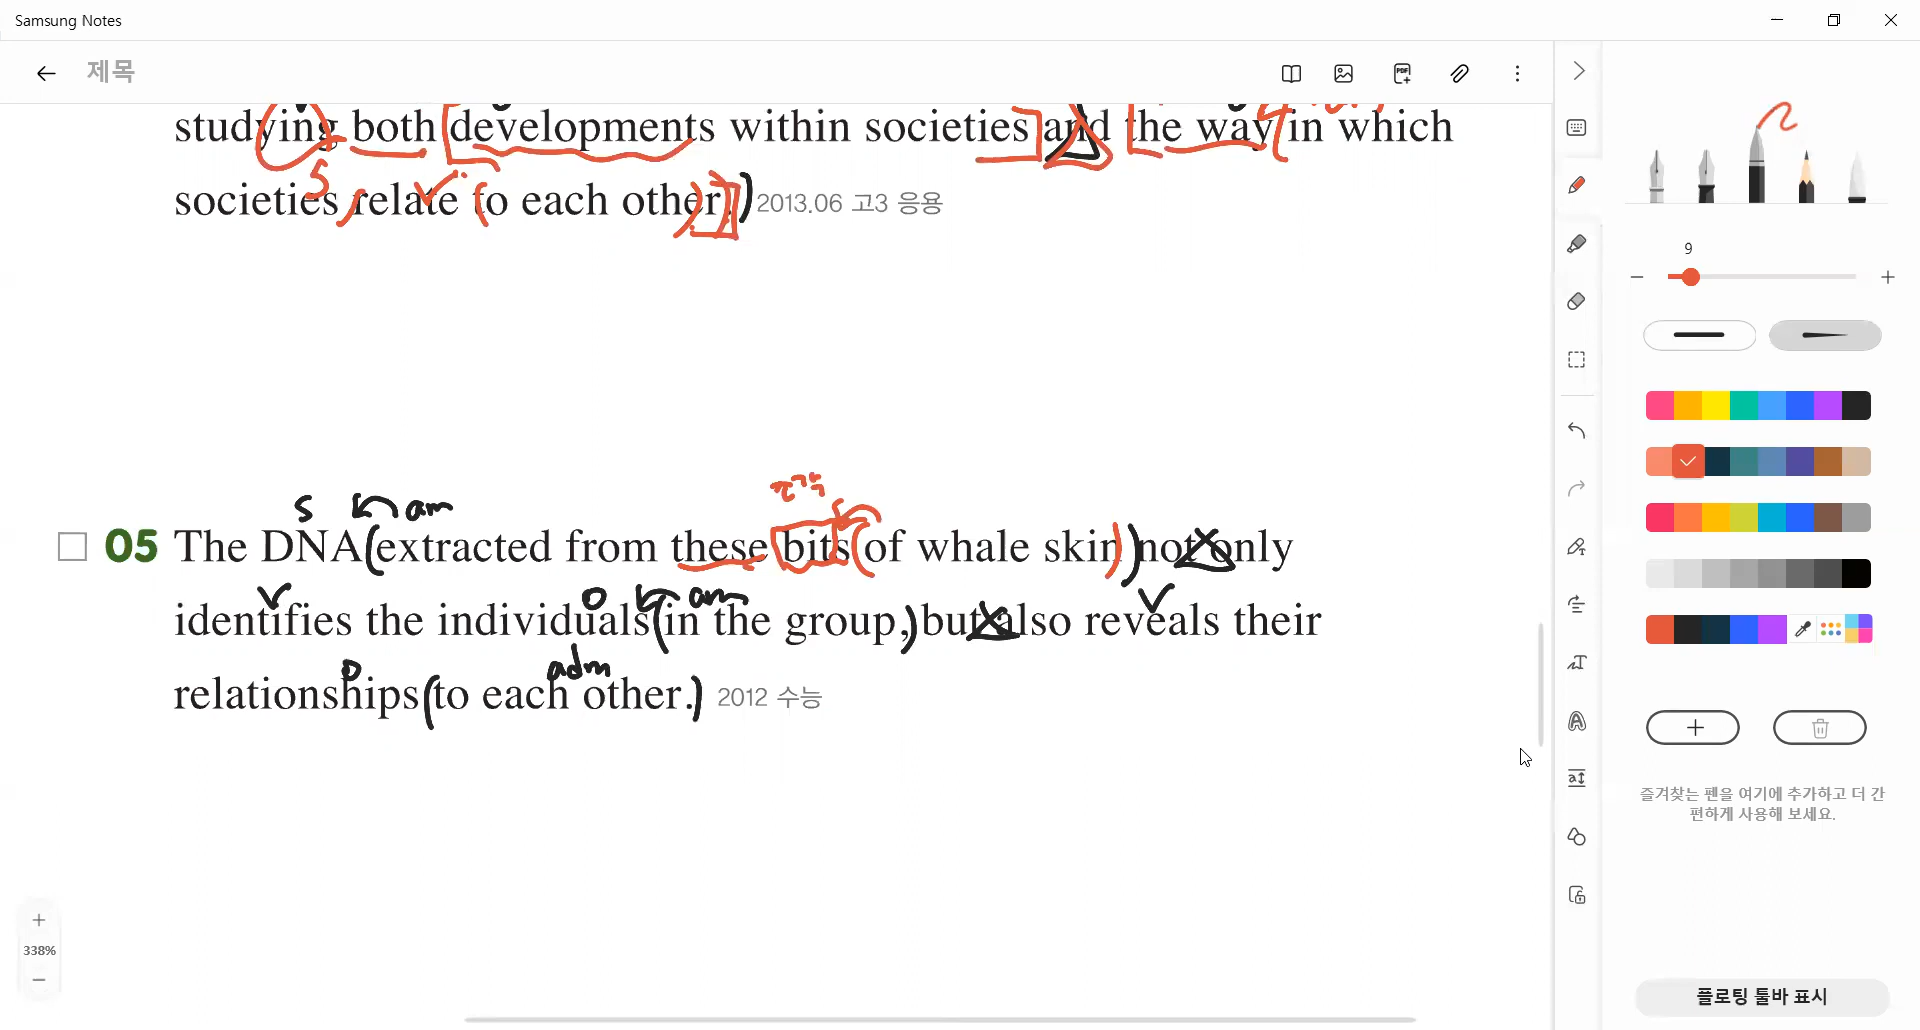 Samsung Notes
제목
studying both developments within societies and the way in which
societies relate to each other.
2013.06 고3 응용
S
조각
S am
05 The DNA (extracted from these bits (of whale skin)) not only
V O am V
identifies the individuals (in the group,) but also reveals their
O adm
relationships (to each other.) 2012 수능
338%
9
즐겨찾는 펜을 여기에 추가하고 더 간
편하게 사용해 보세요.
플로팅 툴바 표시